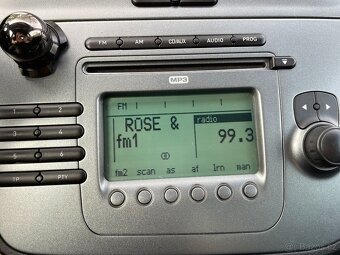 FM AM CD/AUX AUDIO PROG
MP3
FM I
ROSE & radio
fm1 99.3
fm2 scan as af lrn man
1 2
3 4
5 6
TP PTY